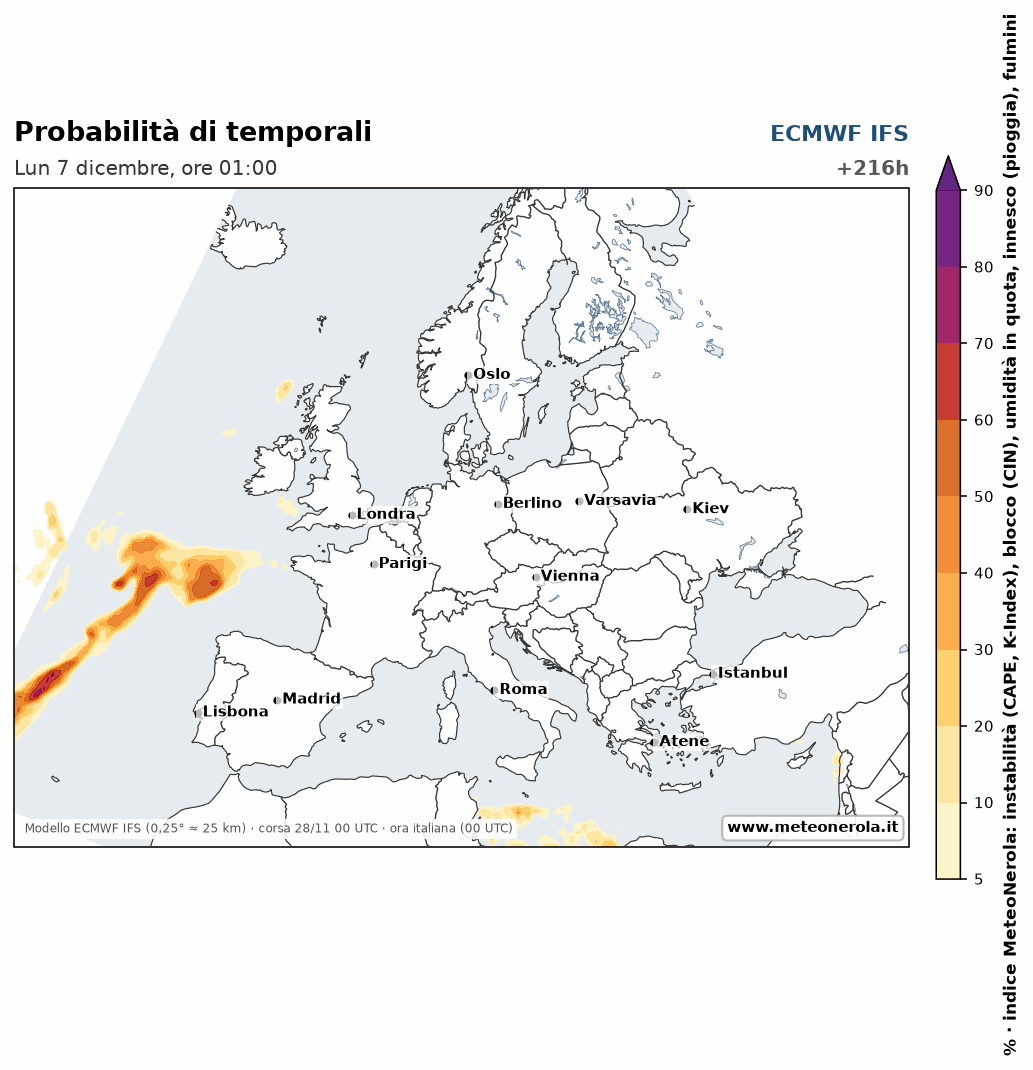 Probabilità di temporali
ECMWF IFS
Lun 7 dicembre, ore 01:00
+216h
Oslo
Londra
Berlino
Varsavia
Kiev
Parigi
Vienna
Istanbul
Roma
Madrid
Lisbona
Atene
Modello ECMWF IFS (0,25° ≈ 25 km) · corsa 28/11 00 UTC · ora italiana (00 UTC)
www.meteonerola.it
90
80
70
60
50
40
30
20
10
5
% · indice MeteoNerola: instabilità (CAPE, K-Index), blocco (CIN), umidità in quota, innesco (pioggia), fulmini